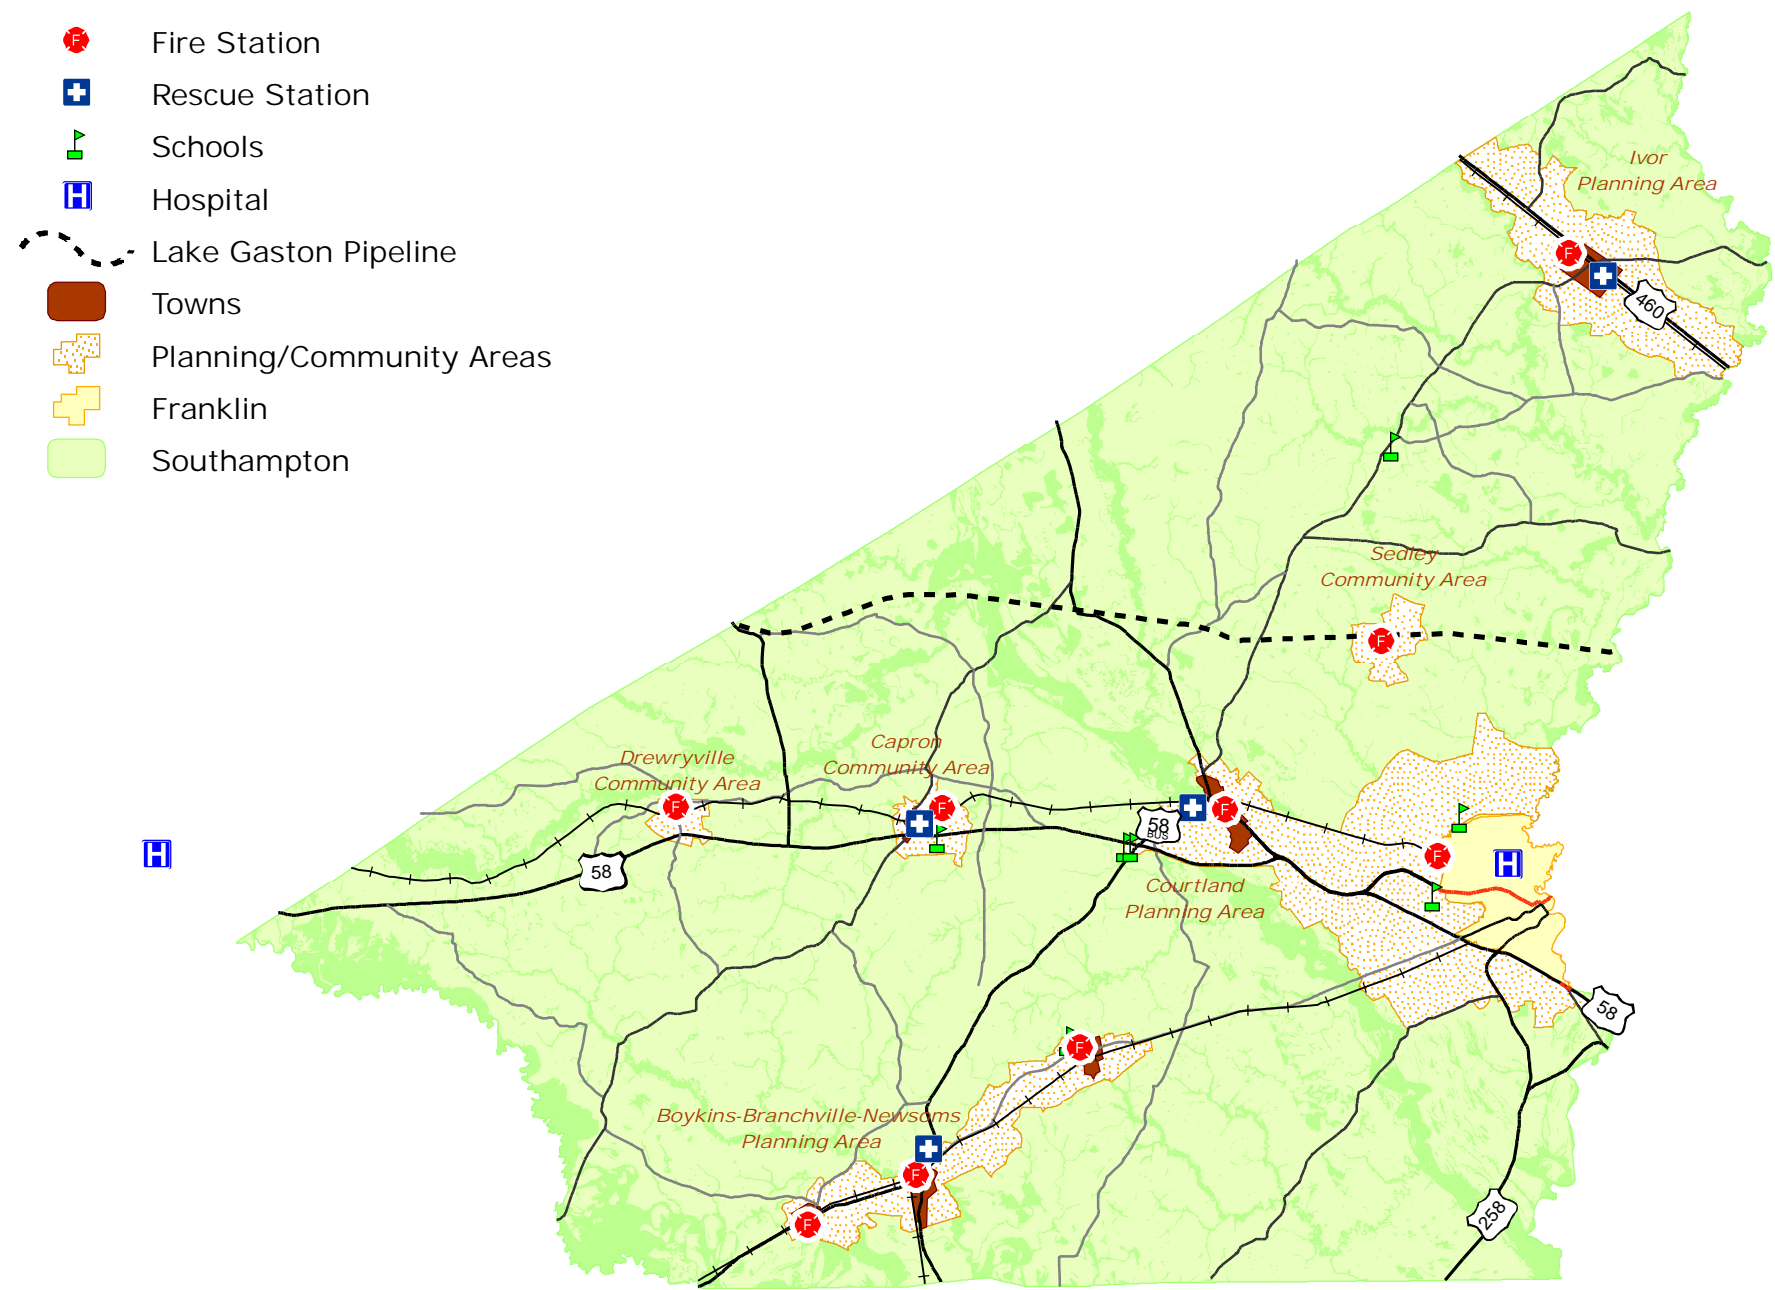 F Fire Station
Rescue Station
Schools
H Hospital
Lake Gaston Pipeline
Towns
Planning/Community Areas
Franklin
Southampton
Ivor
Planning Area
F
460
Sedley
Community Area
F
Drewryville
Community Area
F
Capron
Community Area
F
F
58
BUS
F
H
H
58
Courtland
Planning Area
58
F
Boykins-Branchville-Newsoms
Planning Area
F
F
258